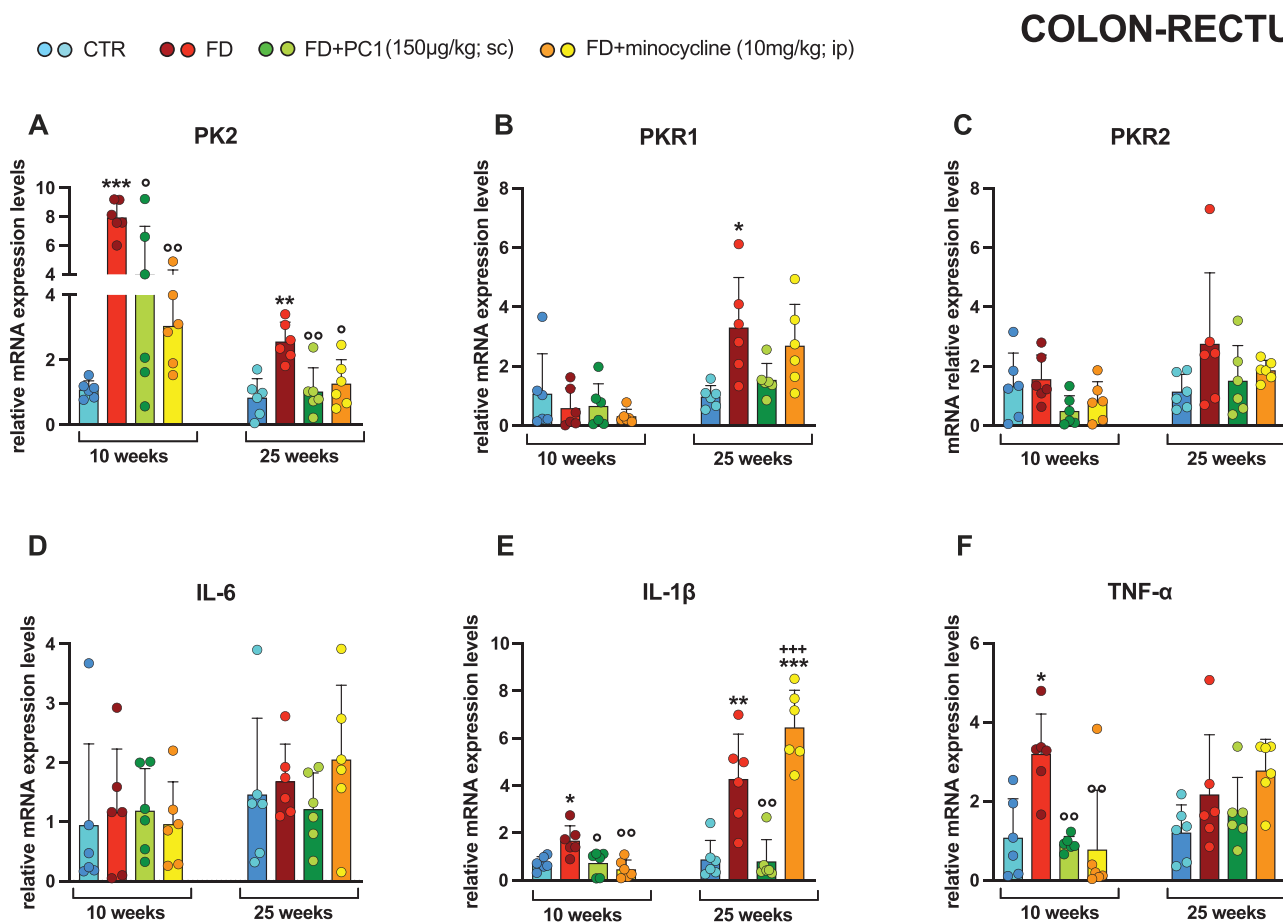 COLON-RECTU
CTR FD FD+PC1 (150µg/kg; sc) FD+minocycline (10mg/kg; ip)
A
PK2
relative mRNA expression levels
10
8
6
4
4
2
0
*** ° °°
** °° °
10 weeks 25 weeks
B
PKR1
relative mRNA expression levels
8
6
4
2
0
*
10 weeks 25 weeks
C
PKR2
mRNA relative expression levels
8
6
4
2
0
10 weeks 25 weeks
D
IL-6
relative mRNA expression levels
4
3
2
1
0
10 weeks 25 weeks
E
IL-1β
relative mRNA expression levels
10
8
6
4
2
0
* ° °°
** °° +++
***
10 weeks 25 weeks
F
TNF-α
relative mRNA expression levels
6
4
2
0
* °° °°
10 weeks 25 weeks